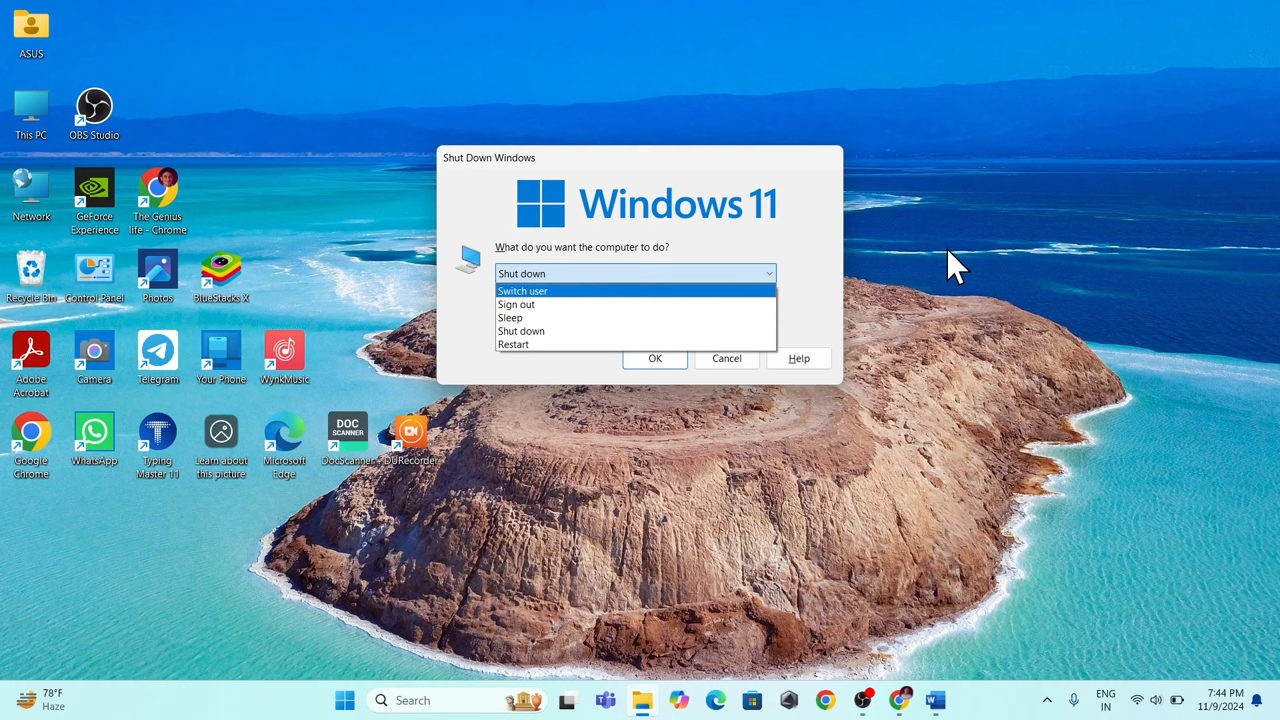 ASUS
This PC
OBS Studio
Network
GeForce
Experience
The Genius
life - Chrome
Recycle Bin
Control Panel
Photos
BlueStacks X
Adobe
Acrobat
Camera
Telegram
Your Phone
WynkMusic
Google
Chrome
WhatsApp
Typing
Master 11
Learn about
this picture
Microsoft
Edge
DOC
SCANNER
DocScanner...
DURecorder
Shut Down Windows
Windows 11
What do you want the computer to do?
Shut down
Switch user
Sign out
Sleep
Shut down
Restart
OK
Cancel
Help
78°F
Haze
Search
ENG
IN
7:44 PM
11/9/2024